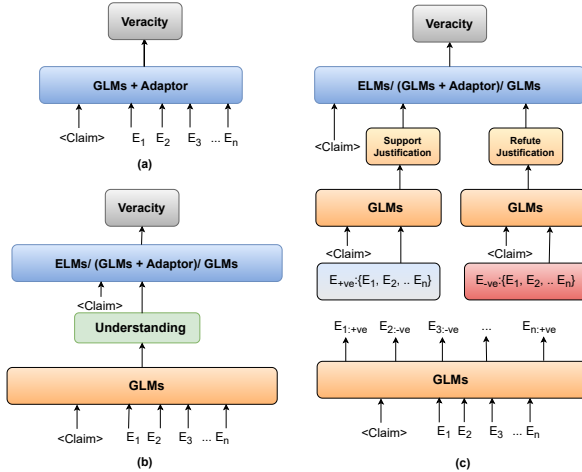 Veracity
GLMs + Adaptor
<Claim> E1 E2 E3 ... En
(a)
Veracity
ELMs/ (GLMs + Adaptor)/ GLMs
<Claim>
Understanding
GLMs
<Claim> E1 E2 E3 ... En
(b)
Veracity
ELMs/ (GLMs + Adaptor)/ GLMs
<Claim>
Support
Justification
Refute
Justification
GLMs
GLMs
<Claim>
<Claim>
E+ve:{E1, E2, .. En}
E-ve:{E1, E2, .. En}
E1:+ve E2:-ve E3:-ve ... En:+ve
GLMs
<Claim> E1 E2 E3 ... En
(c)